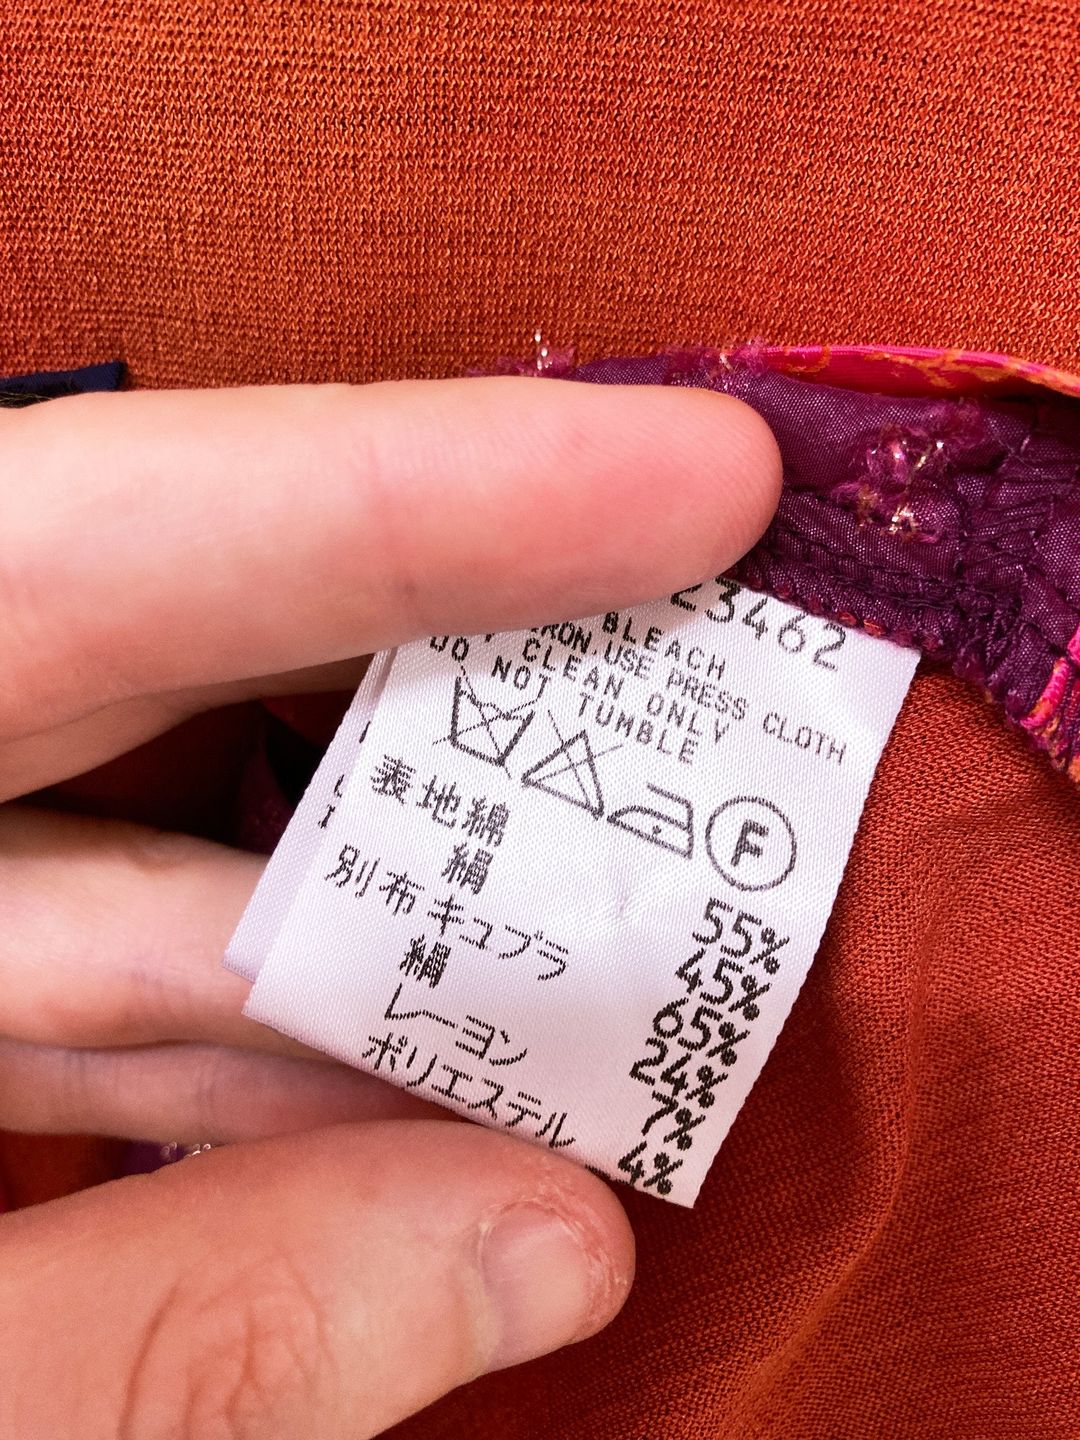 23462
BLEACH
IRON, USE PRESS CLOTH
CLEAN ONLY
DO NOT TUMBLE
F
表地綿 55%
絹 45%
別布キュプラ 65%
絹 24%
レーヨン 7%
ポリエステル 4%